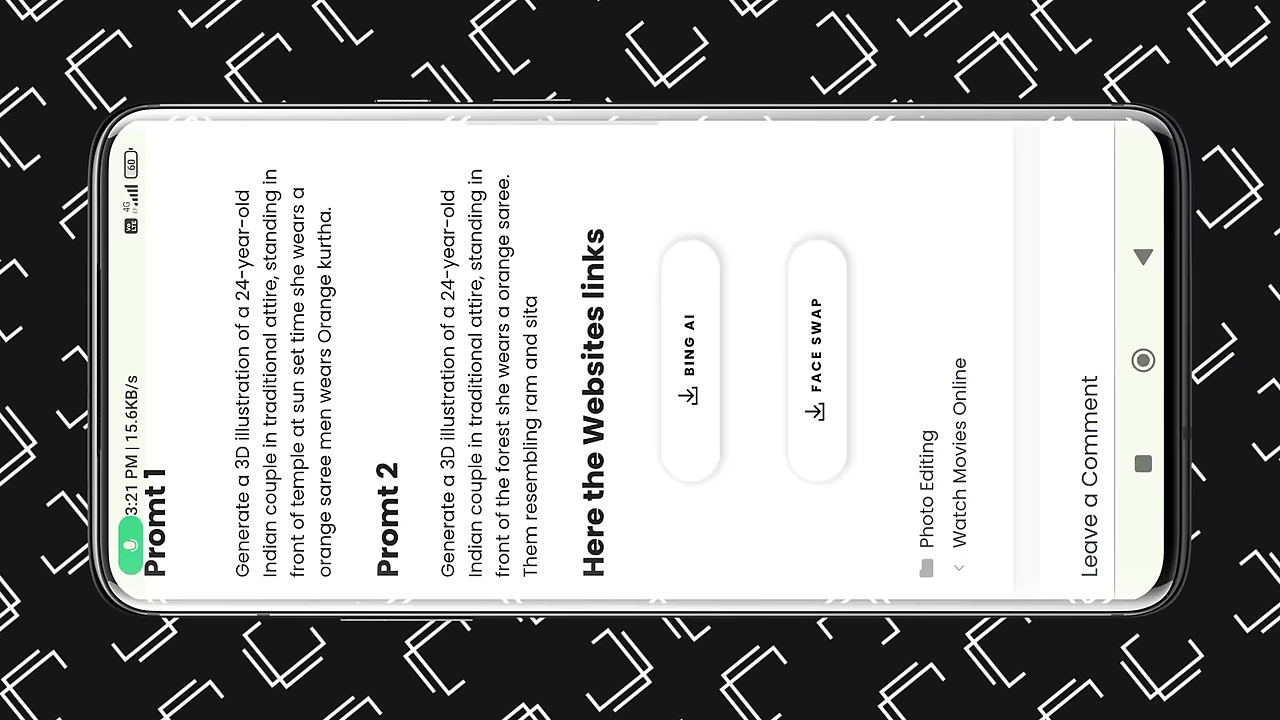 3:21 PM | 15.6KB/s
4G
60
Promt 1
Generate a 3D illustration of a 24-year-old
Indian couple in traditional attire, standing in
front of temple at sun set time she wears a
orange saree men wears Orange kurtha.
Promt 2
Generate a 3D illustration of a 24-year-old
Indian couple in traditional attire, standing in
front of the forest she wears a orange saree.
Them resembling ram and sita
Here the Websites links
BING AI
FACE SWAP
Photo Editing
Watch Movies Online
Leave a Comment